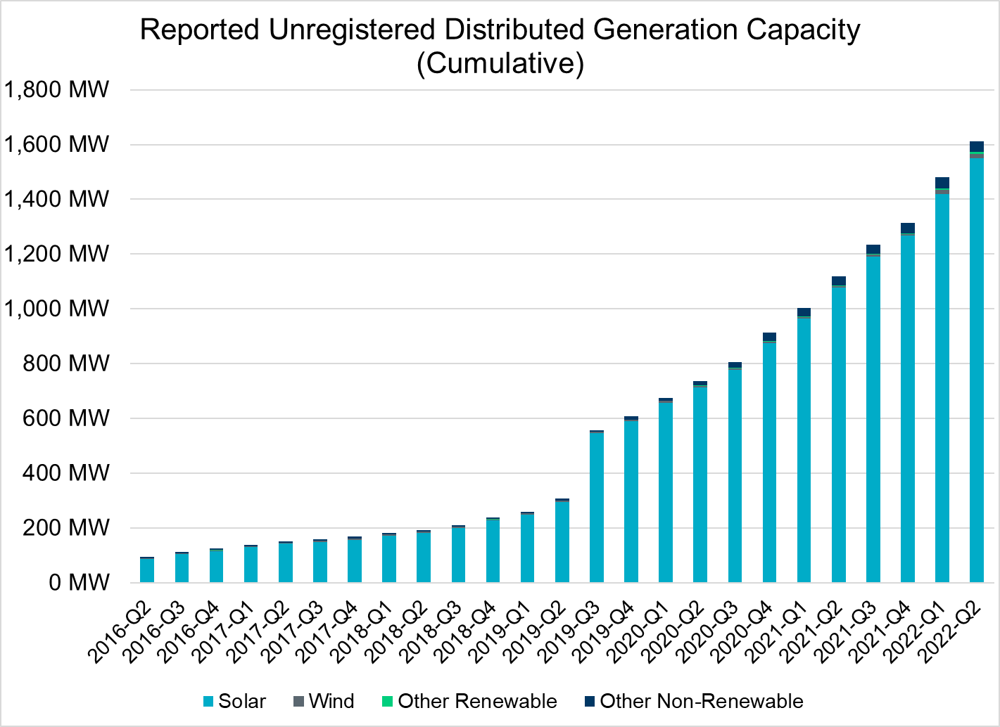 Reported Unregistered Distributed Generation Capacity
(Cumulative)
1,800 MW
1,600 MW
1,400 MW
1,200 MW
1,000 MW
800 MW
600 MW
400 MW
200 MW
0 MW
2016-Q2
2016-Q3
2016-Q4
2017-Q1
2017-Q2
2017-Q3
2017-Q4
2018-Q1
2018-Q2
2018-Q3
2018-Q4
2019-Q1
2019-Q2
2019-Q3
2019-Q4
2020-Q1
2020-Q2
2020-Q3
2020-Q4
2021-Q1
2021-Q2
2021-Q3
2021-Q4
2022-Q1
2022-Q2
Solar Wind Other Renewable Other Non-Renewable